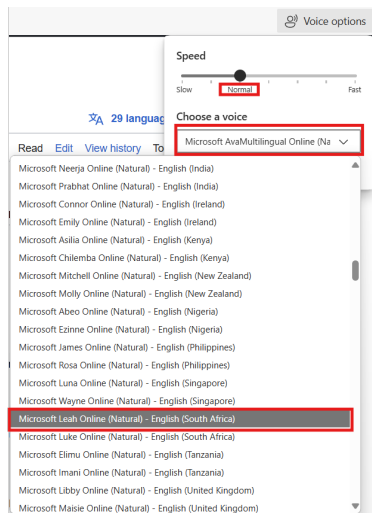 Voice options
Speed
Slow Normal Fast
Choose a voice
29 languag
Microsoft AvaMultilingual Online (Na
Read Edit View history To
Microsoft Neerja Online (Natural) - English (India)
Microsoft Prabhat Online (Natural) - English (India)
Microsoft Connor Online (Natural) - English (Ireland)
Microsoft Emily Online (Natural) - English (Ireland)
Microsoft Asilia Online (Natural) - English (Kenya)
Microsoft Chilemba Online (Natural) - English (Kenya)
Microsoft Mitchell Online (Natural) - English (New Zealand)
Microsoft Molly Online (Natural) - English (New Zealand)
Microsoft Abeo Online (Natural) - English (Nigeria)
Microsoft Ezinne Online (Natural) - English (Nigeria)
Microsoft James Online (Natural) - English (Philippines)
Microsoft Rosa Online (Natural) - English (Philippines)
Microsoft Luna Online (Natural) - English (Singapore)
Microsoft Wayne Online (Natural) - English (Singapore)
Microsoft Leah Online (Natural) - English (South Africa)
Microsoft Luke Online (Natural) - English (South Africa)
Microsoft Elimu Online (Natural) - English (Tanzania)
Microsoft Imani Online (Natural) - English (Tanzania)
Microsoft Libby Online (Natural) - English (United Kingdom)
Microsoft Maisie Online (Natural) - English (United Kingdom)